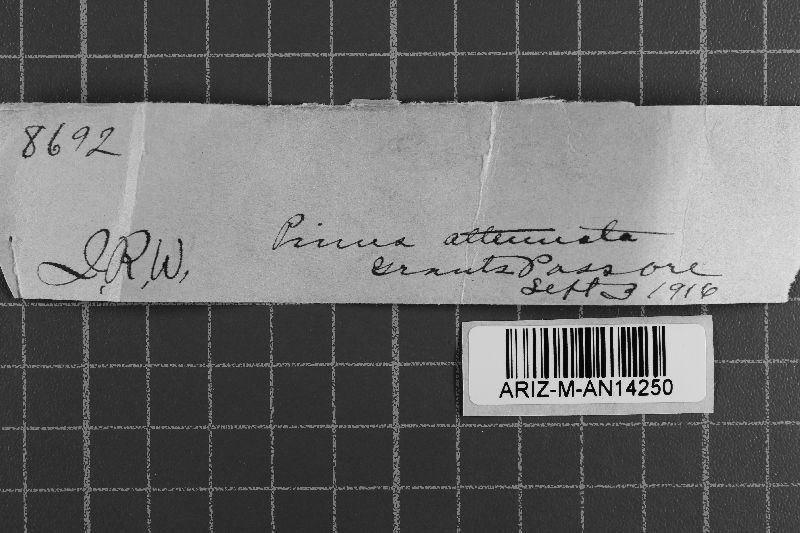 8692
J.R.W.
Pinus attenuata
Grants Pass ore
Sept 3 1916
ARIZ-M-AN14250